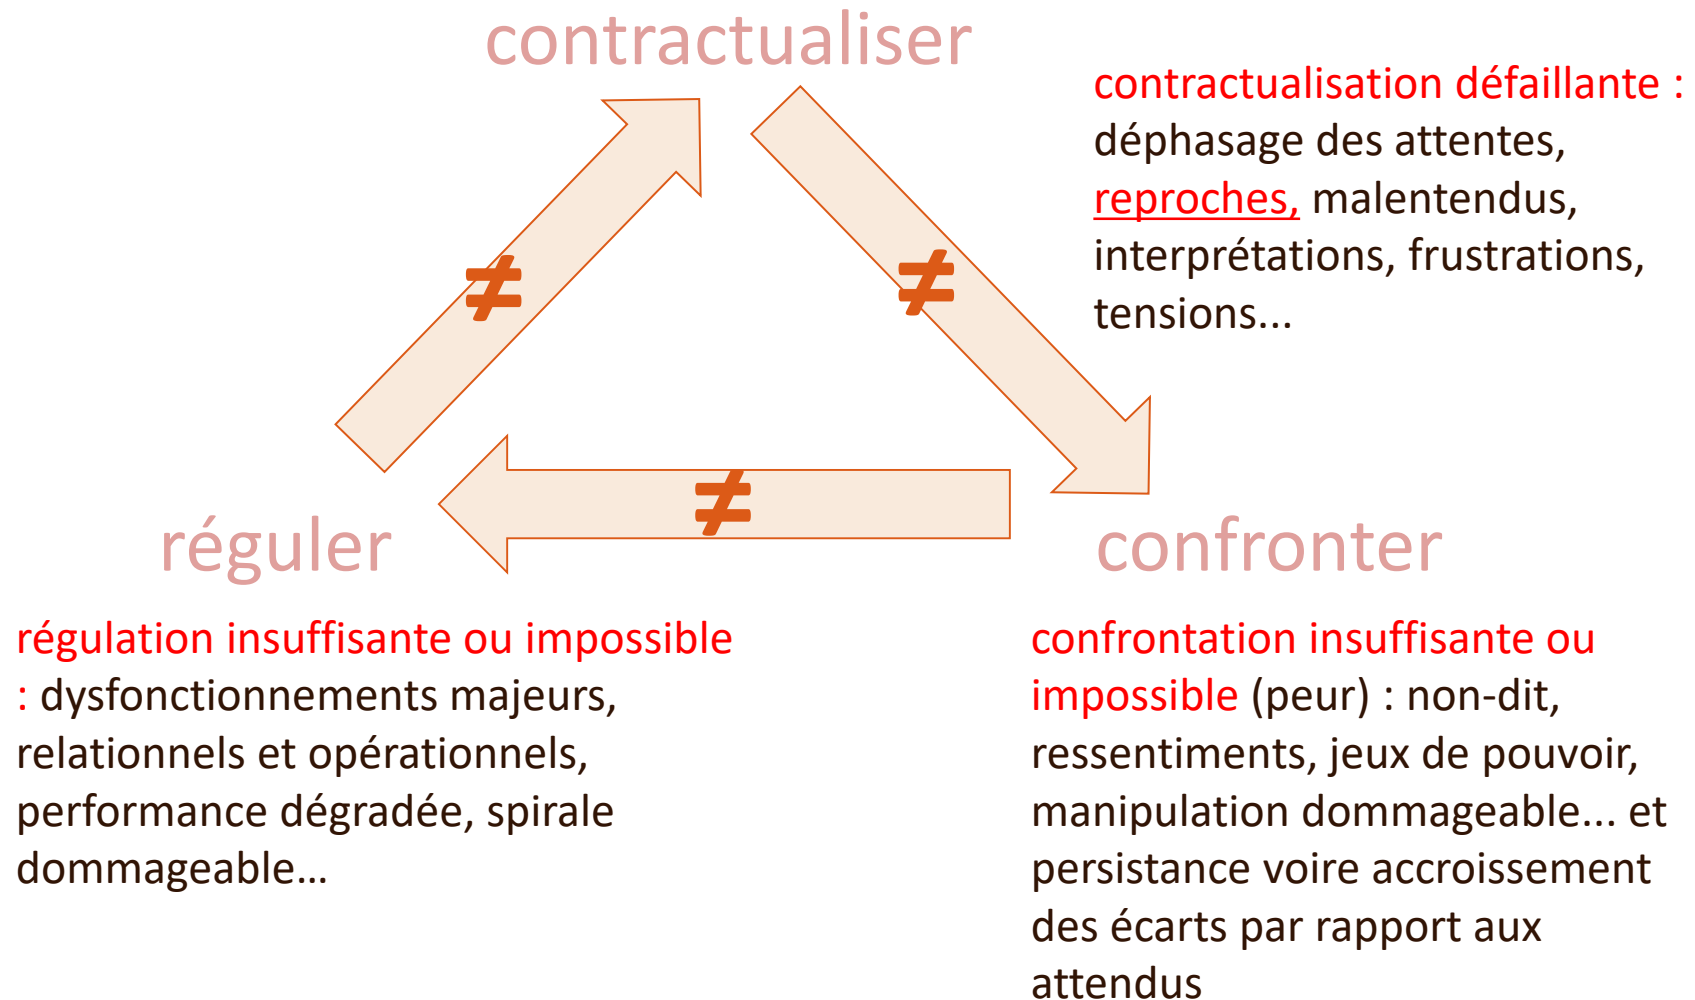 contractualiser
contractualisation défaillante :
déphasage des attentes,
reproches, malentendus,
interprétations, frustrations,
tensions...
≠
≠
≠
réguler
confronter
régulation insuffisante ou impossible
: dysfonctionnements majeurs,
relationnels et opérationnels,
performance dégradée, spirale
dommageable…
confrontation insuffisante ou
impossible (peur) : non-dit,
ressentiments, jeux de pouvoir,
manipulation dommageable... et
persistance voire accroissement
des écarts par rapport aux
attendus